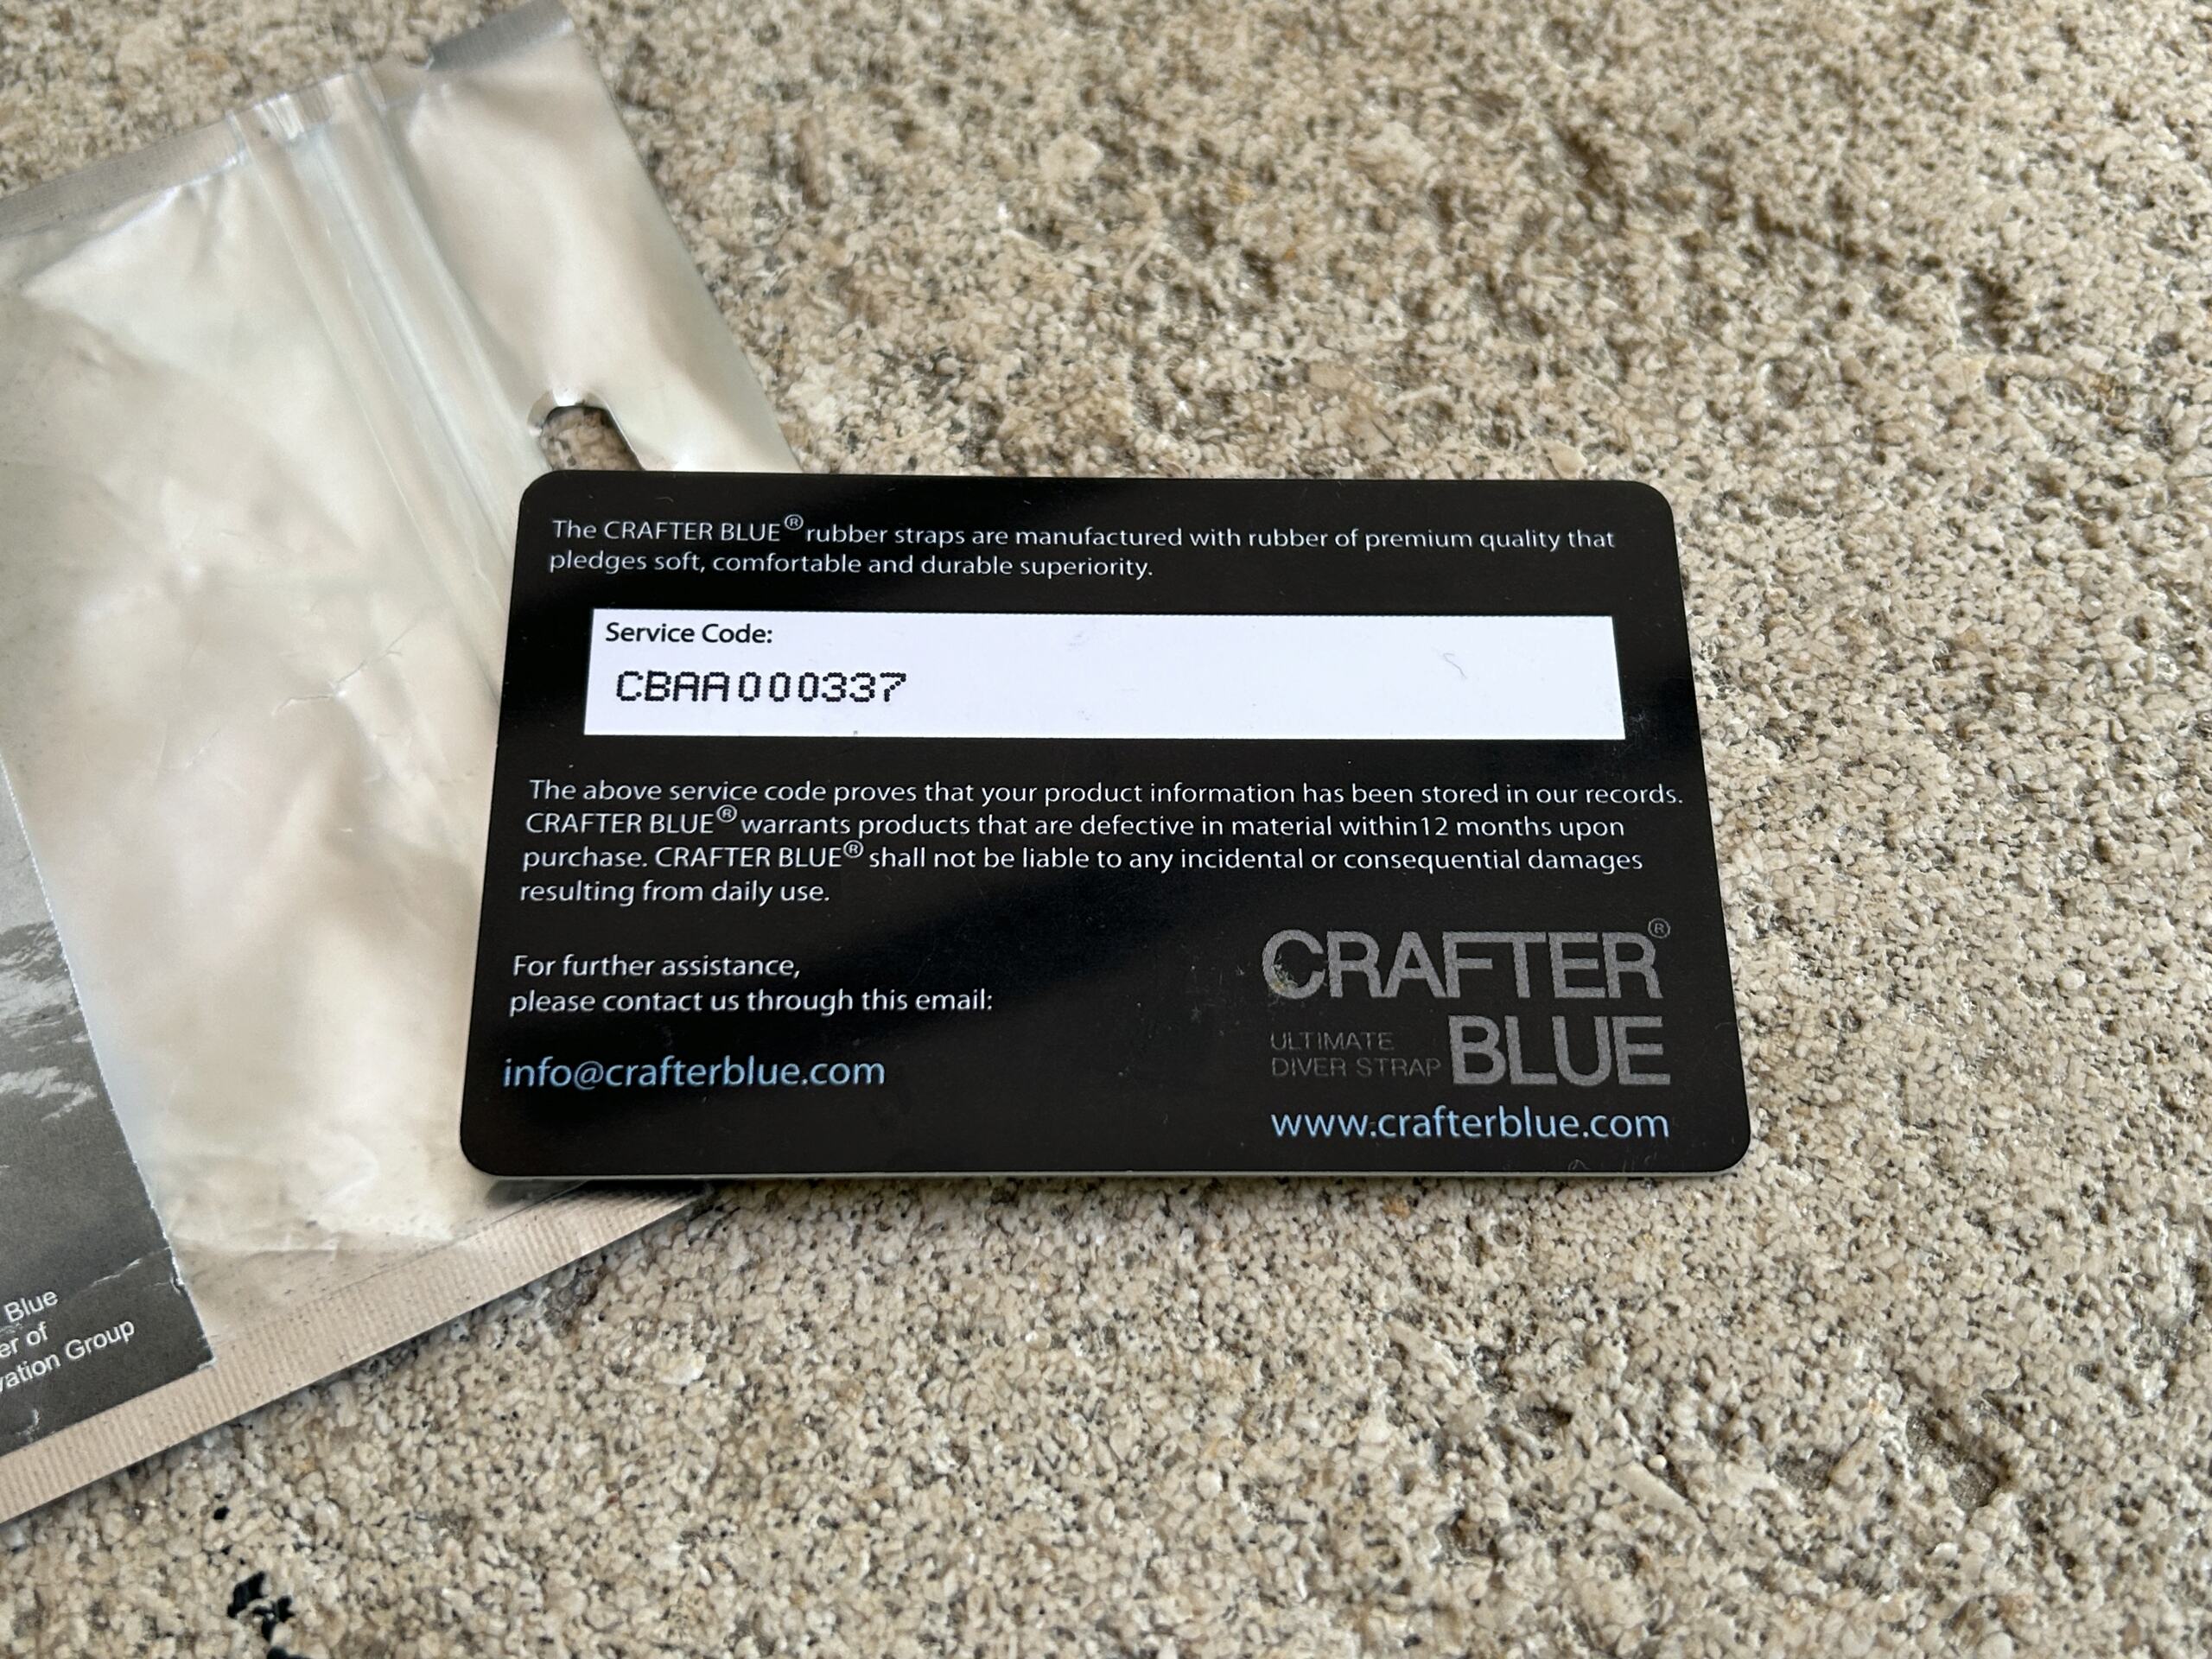 The CRAFTER BLUE® rubber straps are manufactured with rubber of premium quality that
pledges soft, comfortable and durable superiority.
Service Code:
CBAA000337
The above service code proves that your product information has been stored in our records.
CRAFTER BLUE® warrants products that are defective in material within12 months upon
purchase. CRAFTER BLUE® shall not be liable to any incidental or consequential damages
resulting from daily use.
For further assistance,
please contact us through this email:
info@crafterblue.com
CRAFTER®
BLUE
ULTIMATE
DIVER STRAP
www.crafterblue.com
Blue
of
Group